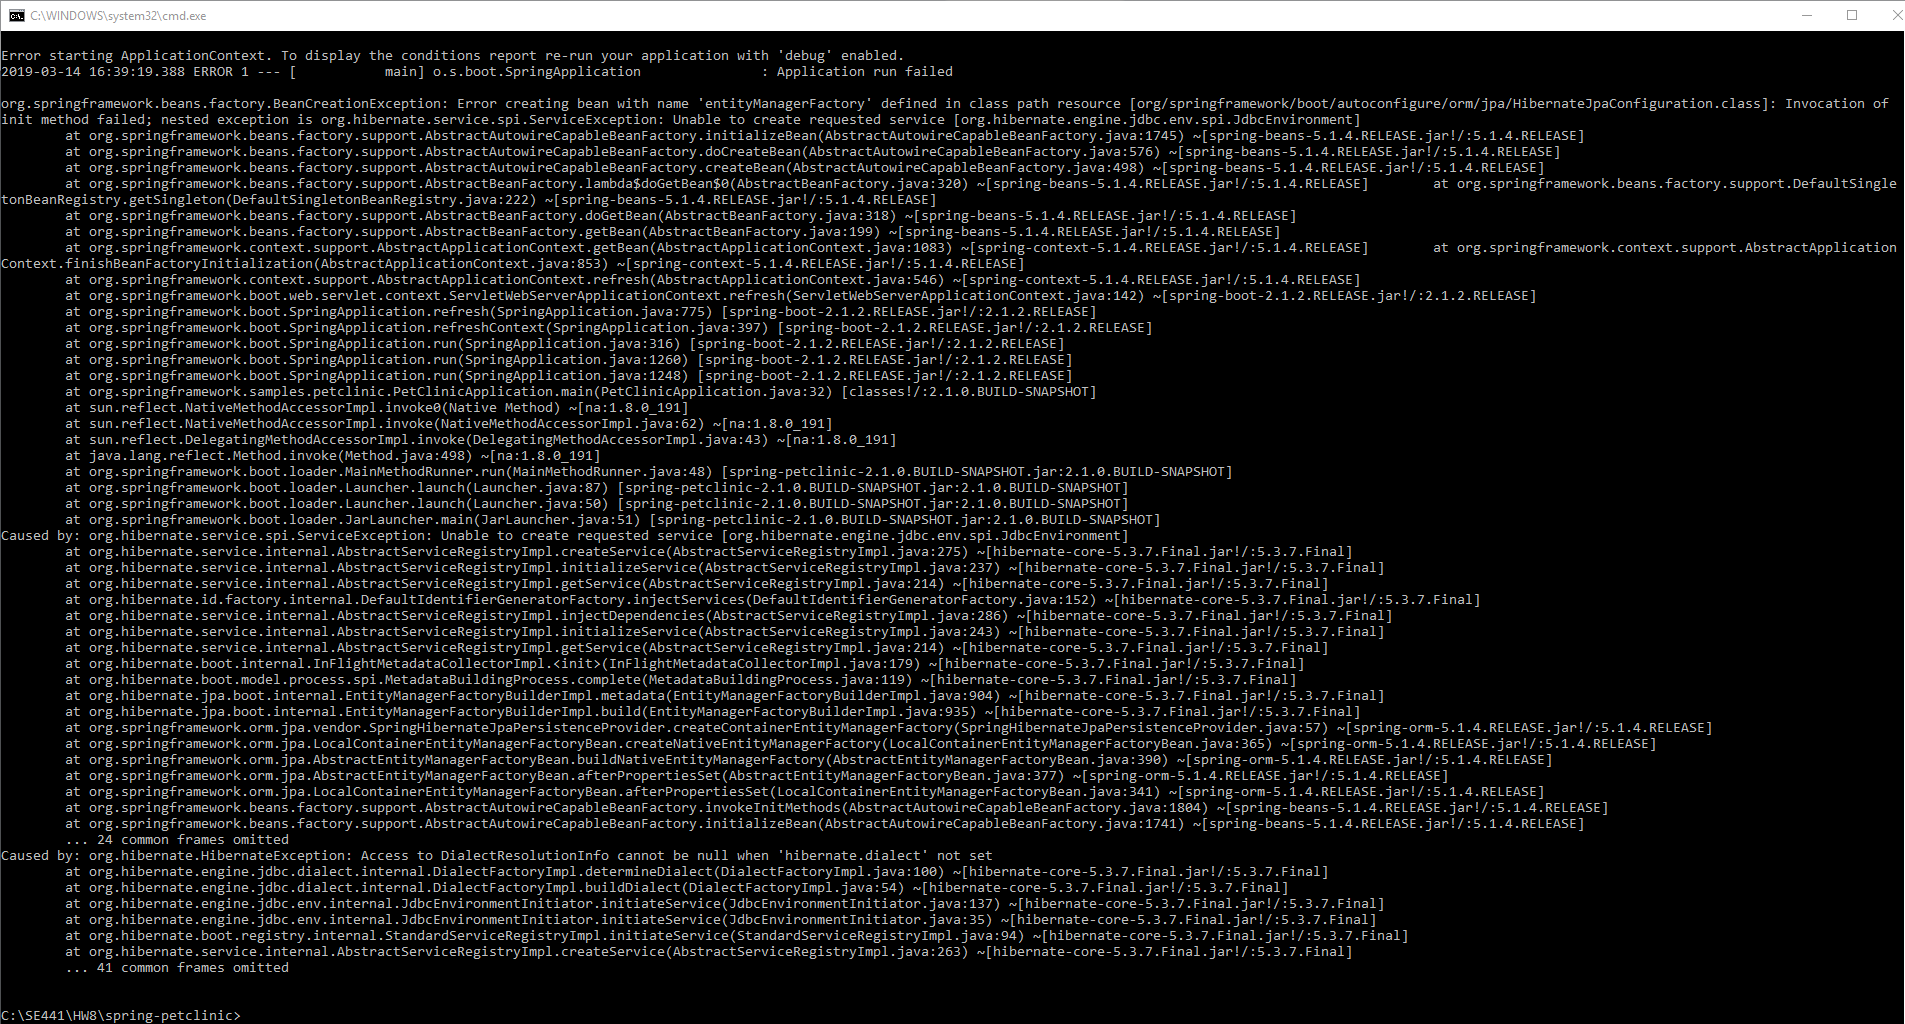 C:\WINDOWS\system32\cmd.exe
Error starting ApplicationContext. To display the conditions report re-run your application with 'debug' enabled.
2019-03-14 16:39:19.388 ERROR 1 --- [           main] o.s.boot.SpringApplication               : Application run failed
org.springframework.beans.factory.BeanCreationException: Error creating bean with name 'entityManagerFactory' defined in class path resource [org/springframework/boot/autoconfigure/orm/jpa/HibernateJpaConfiguration.class]: Invocation of
init method failed; nested exception is org.hibernate.service.spi.ServiceException: Unable to create requested service [org.hibernate.engine.jdbc.env.spi.JdbcEnvironment]
        at org.springframework.beans.factory.support.AbstractAutowireCapableBeanFactory.initializeBean(AbstractAutowireCapableBeanFactory.java:1745) ~[spring-beans-5.1.4.RELEASE.jar!/:5.1.4.RELEASE]
        at org.springframework.beans.factory.support.AbstractAutowireCapableBeanFactory.doCreateBean(AbstractAutowireCapableBeanFactory.java:576) ~[spring-beans-5.1.4.RELEASE.jar!/:5.1.4.RELEASE]
        at org.springframework.beans.factory.support.AbstractAutowireCapableBeanFactory.createBean(AbstractAutowireCapableBeanFactory.java:498) ~[spring-beans-5.1.4.RELEASE.jar!/:5.1.4.RELEASE]
        at org.springframework.beans.factory.support.AbstractBeanFactory.lambda$doGetBean$0(AbstractBeanFactory.java:320) ~[spring-beans-5.1.4.RELEASE.jar!/:5.1.4.RELEASE]        at org.springframework.beans.factory.support.DefaultSingle
tonBeanRegistry.getSingleton(DefaultSingletonBeanRegistry.java:222) ~[spring-beans-5.1.4.RELEASE.jar!/:5.1.4.RELEASE]
        at org.springframework.beans.factory.support.AbstractBeanFactory.doGetBean(AbstractBeanFactory.java:318) ~[spring-beans-5.1.4.RELEASE.jar!/:5.1.4.RELEASE]
        at org.springframework.beans.factory.support.AbstractBeanFactory.getBean(AbstractBeanFactory.java:199) ~[spring-beans-5.1.4.RELEASE.jar!/:5.1.4.RELEASE]
        at org.springframework.context.support.AbstractApplicationContext.getBean(AbstractApplicationContext.java:1083) ~[spring-context-5.1.4.RELEASE.jar!/:5.1.4.RELEASE]        at org.springframework.context.support.AbstractApplication
Context.finishBeanFactoryInitialization(AbstractApplicationContext.java:853) ~[spring-context-5.1.4.RELEASE.jar!/:5.1.4.RELEASE]
        at org.springframework.context.support.AbstractApplicationContext.refresh(AbstractApplicationContext.java:546) ~[spring-context-5.1.4.RELEASE.jar!/:5.1.4.RELEASE]
        at org.springframework.boot.web.servlet.context.ServletWebServerApplicationContext.refresh(ServletWebServerApplicationContext.java:142) ~[spring-boot-2.1.2.RELEASE.jar!/:2.1.2.RELEASE]
        at org.springframework.boot.SpringApplication.refresh(SpringApplication.java:775) [spring-boot-2.1.2.RELEASE.jar!/:2.1.2.RELEASE]
        at org.springframework.boot.SpringApplication.refreshContext(SpringApplication.java:397) [spring-boot-2.1.2.RELEASE.jar!/:2.1.2.RELEASE]
        at org.springframework.boot.SpringApplication.run(SpringApplication.java:316) [spring-boot-2.1.2.RELEASE.jar!/:2.1.2.RELEASE]
        at org.springframework.boot.SpringApplication.run(SpringApplication.java:1260) [spring-boot-2.1.2.RELEASE.jar!/:2.1.2.RELEASE]
        at org.springframework.boot.SpringApplication.run(SpringApplication.java:1248) [spring-boot-2.1.2.RELEASE.jar!/:2.1.2.RELEASE]
        at org.springframework.samples.petclinic.PetClinicApplication.main(PetClinicApplication.java:32) [classes!/:2.1.0.BUILD-SNAPSHOT]
        at sun.reflect.NativeMethodAccessorImpl.invoke0(Native Method) ~[na:1.8.0_191]
        at sun.reflect.NativeMethodAccessorImpl.invoke(NativeMethodAccessorImpl.java:62) ~[na:1.8.0_191]
        at sun.reflect.DelegatingMethodAccessorImpl.invoke(DelegatingMethodAccessorImpl.java:43) ~[na:1.8.0_191]
        at java.lang.reflect.Method.invoke(Method.java:498) ~[na:1.8.0_191]
        at org.springframework.boot.loader.MainMethodRunner.run(MainMethodRunner.java:48) [spring-petclinic-2.1.0.BUILD-SNAPSHOT.jar:2.1.0.BUILD-SNAPSHOT]
        at org.springframework.boot.loader.Launcher.launch(Launcher.java:87) [spring-petclinic-2.1.0.BUILD-SNAPSHOT.jar:2.1.0.BUILD-SNAPSHOT]
        at org.springframework.boot.loader.Launcher.launch(Launcher.java:50) [spring-petclinic-2.1.0.BUILD-SNAPSHOT.jar:2.1.0.BUILD-SNAPSHOT]
        at org.springframework.boot.loader.JarLauncher.main(JarLauncher.java:51) [spring-petclinic-2.1.0.BUILD-SNAPSHOT.jar:2.1.0.BUILD-SNAPSHOT]
Caused by: org.hibernate.service.spi.ServiceException: Unable to create requested service [org.hibernate.engine.jdbc.env.spi.JdbcEnvironment]
        at org.hibernate.service.internal.AbstractServiceRegistryImpl.createService(AbstractServiceRegistryImpl.java:275) ~[hibernate-core-5.3.7.Final.jar!/:5.3.7.Final]
        at org.hibernate.service.internal.AbstractServiceRegistryImpl.initializeService(AbstractServiceRegistryImpl.java:237) ~[hibernate-core-5.3.7.Final.jar!/:5.3.7.Final]
        at org.hibernate.service.internal.AbstractServiceRegistryImpl.getService(AbstractServiceRegistryImpl.java:214) ~[hibernate-core-5.3.7.Final.jar!/:5.3.7.Final]
        at org.hibernate.id.factory.internal.DefaultIdentifierGeneratorFactory.injectServices(DefaultIdentifierGeneratorFactory.java:152) ~[hibernate-core-5.3.7.Final.jar!/:5.3.7.Final]
        at org.hibernate.service.internal.AbstractServiceRegistryImpl.injectDependencies(AbstractServiceRegistryImpl.java:286) ~[hibernate-core-5.3.7.Final.jar!/:5.3.7.Final]
        at org.hibernate.service.internal.AbstractServiceRegistryImpl.initializeService(AbstractServiceRegistryImpl.java:243) ~[hibernate-core-5.3.7.Final.jar!/:5.3.7.Final]
        at org.hibernate.service.internal.AbstractServiceRegistryImpl.getService(AbstractServiceRegistryImpl.java:214) ~[hibernate-core-5.3.7.Final.jar!/:5.3.7.Final]
        at org.hibernate.boot.internal.InFlightMetadataCollectorImpl.<init>(InFlightMetadataCollectorImpl.java:179) ~[hibernate-core-5.3.7.Final.jar!/:5.3.7.Final]
        at org.hibernate.boot.model.process.spi.MetadataBuildingProcess.complete(MetadataBuildingProcess.java:119) ~[hibernate-core-5.3.7.Final.jar!/:5.3.7.Final]
        at org.hibernate.jpa.boot.internal.EntityManagerFactoryBuilderImpl.metadata(EntityManagerFactoryBuilderImpl.java:904) ~[hibernate-core-5.3.7.Final.jar!/:5.3.7.Final]
        at org.hibernate.jpa.boot.internal.EntityManagerFactoryBuilderImpl.build(EntityManagerFactoryBuilderImpl.java:935) ~[hibernate-core-5.3.7.Final.jar!/:5.3.7.Final]
        at org.springframework.orm.jpa.vendor.SpringHibernateJpaPersistenceProvider.createContainerEntityManagerFactory(SpringHibernateJpaPersistenceProvider.java:57) ~[spring-orm-5.1.4.RELEASE.jar!/:5.1.4.RELEASE]
        at org.springframework.orm.jpa.LocalContainerEntityManagerFactoryBean.createNativeEntityManagerFactory(LocalContainerEntityManagerFactoryBean.java:365) ~[spring-orm-5.1.4.RELEASE.jar!/:5.1.4.RELEASE]
        at org.springframework.orm.jpa.AbstractEntityManagerFactoryBean.buildNativeEntityManagerFactory(AbstractEntityManagerFactoryBean.java:390) ~[spring-orm-5.1.4.RELEASE.jar!/:5.1.4.RELEASE]
        at org.springframework.orm.jpa.AbstractEntityManagerFactoryBean.afterPropertiesSet(AbstractEntityManagerFactoryBean.java:377) ~[spring-orm-5.1.4.RELEASE.jar!/:5.1.4.RELEASE]
        at org.springframework.orm.jpa.LocalContainerEntityManagerFactoryBean.afterPropertiesSet(LocalContainerEntityManagerFactoryBean.java:341) ~[spring-orm-5.1.4.RELEASE.jar!/:5.1.4.RELEASE]
        at org.springframework.beans.factory.support.AbstractAutowireCapableBeanFactory.invokeInitMethods(AbstractAutowireCapableBeanFactory.java:1804) ~[spring-beans-5.1.4.RELEASE.jar!/:5.1.4.RELEASE]
        at org.springframework.beans.factory.support.AbstractAutowireCapableBeanFactory.initializeBean(AbstractAutowireCapableBeanFactory.java:1741) ~[spring-beans-5.1.4.RELEASE.jar!/:5.1.4.RELEASE]
        ... 24 common frames omitted
Caused by: org.hibernate.HibernateException: Access to DialectResolutionInfo cannot be null when 'hibernate.dialect' not set
        at org.hibernate.engine.jdbc.dialect.internal.DialectFactoryImpl.determineDialect(DialectFactoryImpl.java:100) ~[hibernate-core-5.3.7.Final.jar!/:5.3.7.Final]
        at org.hibernate.engine.jdbc.dialect.internal.DialectFactoryImpl.buildDialect(DialectFactoryImpl.java:54) ~[hibernate-core-5.3.7.Final.jar!/:5.3.7.Final]
        at org.hibernate.engine.jdbc.env.internal.JdbcEnvironmentInitiator.initiateService(JdbcEnvironmentInitiator.java:137) ~[hibernate-core-5.3.7.Final.jar!/:5.3.7.Final]
        at org.hibernate.engine.jdbc.env.internal.JdbcEnvironmentInitiator.initiateService(JdbcEnvironmentInitiator.java:35) ~[hibernate-core-5.3.7.Final.jar!/:5.3.7.Final]
        at org.hibernate.boot.registry.internal.StandardServiceRegistryImpl.initiateService(StandardServiceRegistryImpl.java:94) ~[hibernate-core-5.3.7.Final.jar!/:5.3.7.Final]
        at org.hibernate.service.internal.AbstractServiceRegistryImpl.createService(AbstractServiceRegistryImpl.java:263) ~[hibernate-core-5.3.7.Final.jar!/:5.3.7.Final]
        ... 41 common frames omitted
C:\SE441\HW8\spring-petclinic>